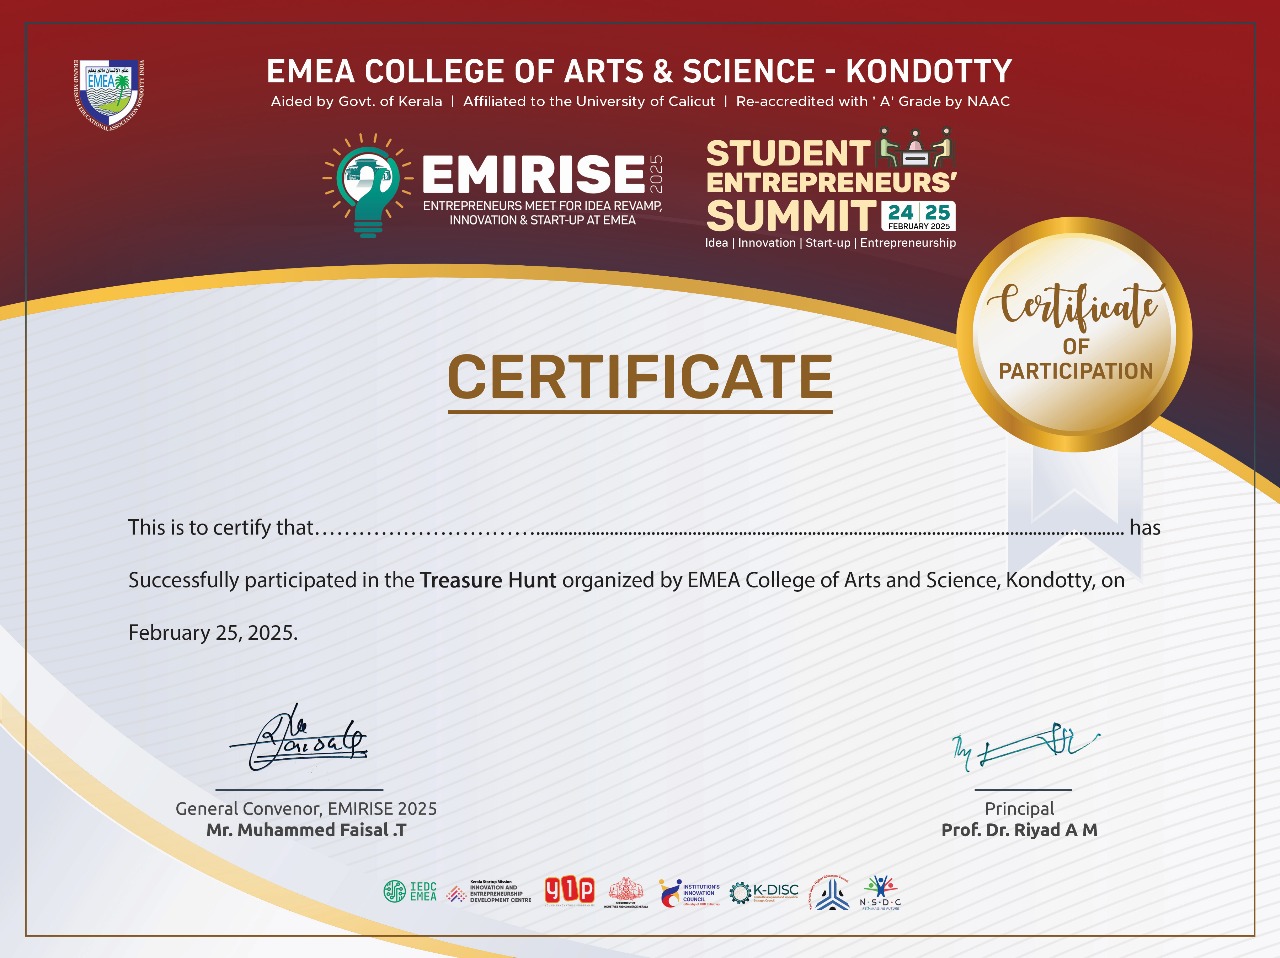 EMEA COLLEGE OF ARTS & SCIENCE - KONDOTTY
Aided by Govt. of Kerala | Affiliated to the University of Calicut | Re-accredited with ' A' Grade by NAAC
EMEA
EMIRISE 2025
ENTREPRENEURS MEET FOR IDEA REVAMP,
INNOVATION & START-UP AT EMEA
STUDENT
ENTREPRENEURS'
SUMMIT 24 25
FEBRUARY 2025
Idea | Innovation | Start-up | Entrepreneurship
Certificate
OF
PARTICIPATION
CERTIFICATE
This is to certify that................................................................................ has
Successfully participated in the Treasure Hunt organized by EMEA College of Arts and Science, Kondotty, on
February 25, 2025.
General Convenor, EMIRISE 2025
Mr. Muhammed Faisal .T
Principal
Prof. Dr. Riyad A M
IEDC
EMEA
Kerala Startup Mission
INNOVATION AND
ENTREPRENEURSHIP
DEVELOPMENT CENTRE
yip
INSTITUTION'S
INNOVATION
COUNCIL
K-DISC
N·S·D·C